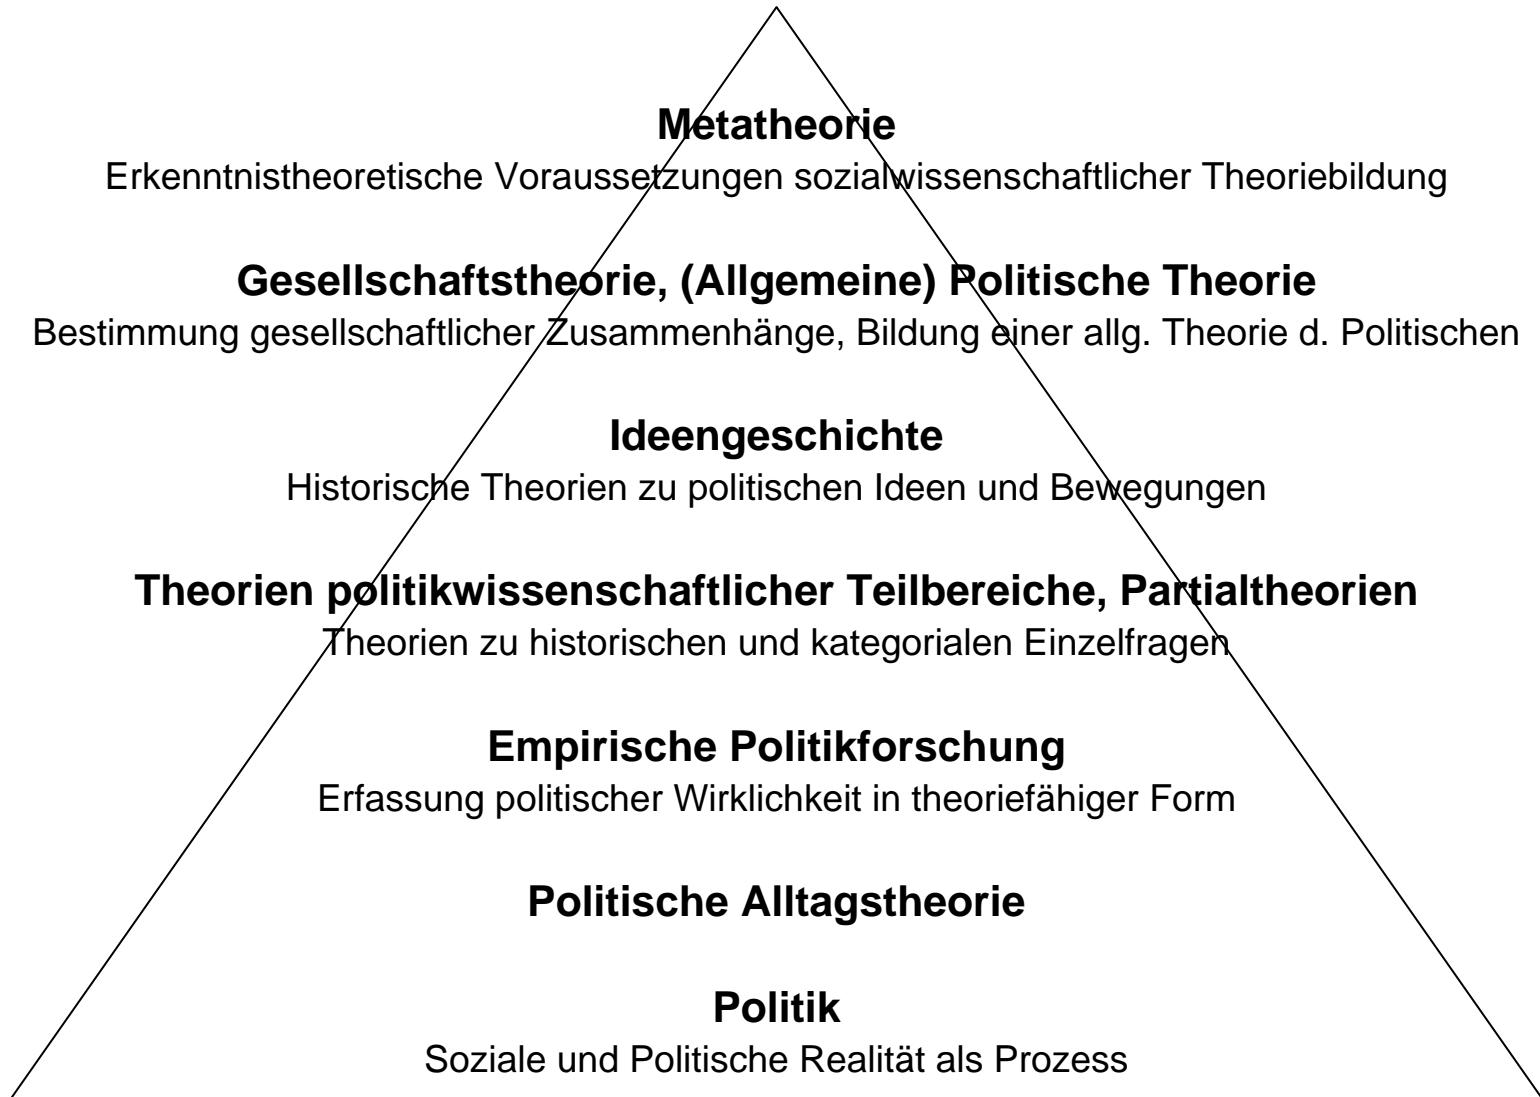 Metatheorie
Erkenntnistheoretische Voraussetzungen sozialwissenschaftlicher Theoriebildung
Gesellschaftstheorie, (Allgemeine) Politische Theorie
Bestimmung gesellschaftlicher Zusammenhänge, Bildung einer allg. Theorie d. Politischen
Ideengeschichte
Historische Theorien zu politischen Ideen und Bewegungen
Theorien politikwissenschaftlicher Teilbereiche, Partialtheorien
Theorien zu historischen und kategorialen Einzelfragen
Empirische Politikforschung
Erfassung politischer Wirklichkeit in theoriefähiger Form
Politische Alltagstheorie
Politik
Soziale und Politische Realität als Prozess